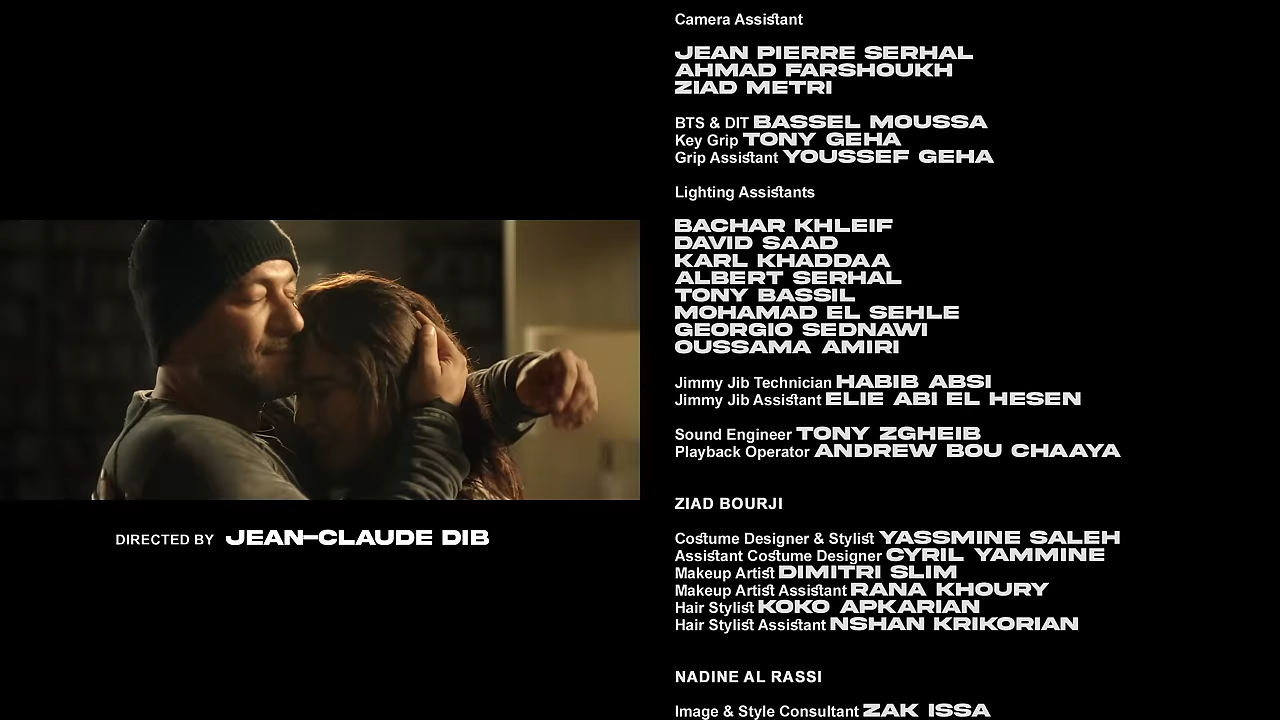 Camera Assistant
JEAN PIERRE SERHAL
AHMAD FARSHOUKH
ZIAD METRI
BTS & DIT BASSEL MOUSSA
Key Grip TONY GEHA
Grip Assistant YOUSSEF GEHA
Lighting Assistants
BACHAR KHLEIF
DAVID SAAD
KARL KHADDAA
ALBERT SERHAL
TONY BASSIL
MOHAMAD EL SEHLE
GEORGIO SEDNAWI
OUSSAMA AMIRI
Jimmy Jib Technician HABIB ABSI
Jimmy Jib Assistant ELIE ABI EL HESEN
Sound Engineer TONY ZGHEIB
Playback Operator ANDREW BOU CHAAYA
ZIAD BOURJI
Costume Designer & Stylist YASSMINE SALEH
Assistant Costume Designer CYRIL YAMMINE
Makeup Artist DIMITRI SLIM
Makeup Artist Assistant RANA KHOURY
Hair Stylist KOKO APKARIAN
Hair Stylist Assistant NSHAN KRIKORIAN
NADINE AL RASSI
Image & Style Consultant ZAK ISSA
DIRECTED BY JEAN-CLAUDE DIB